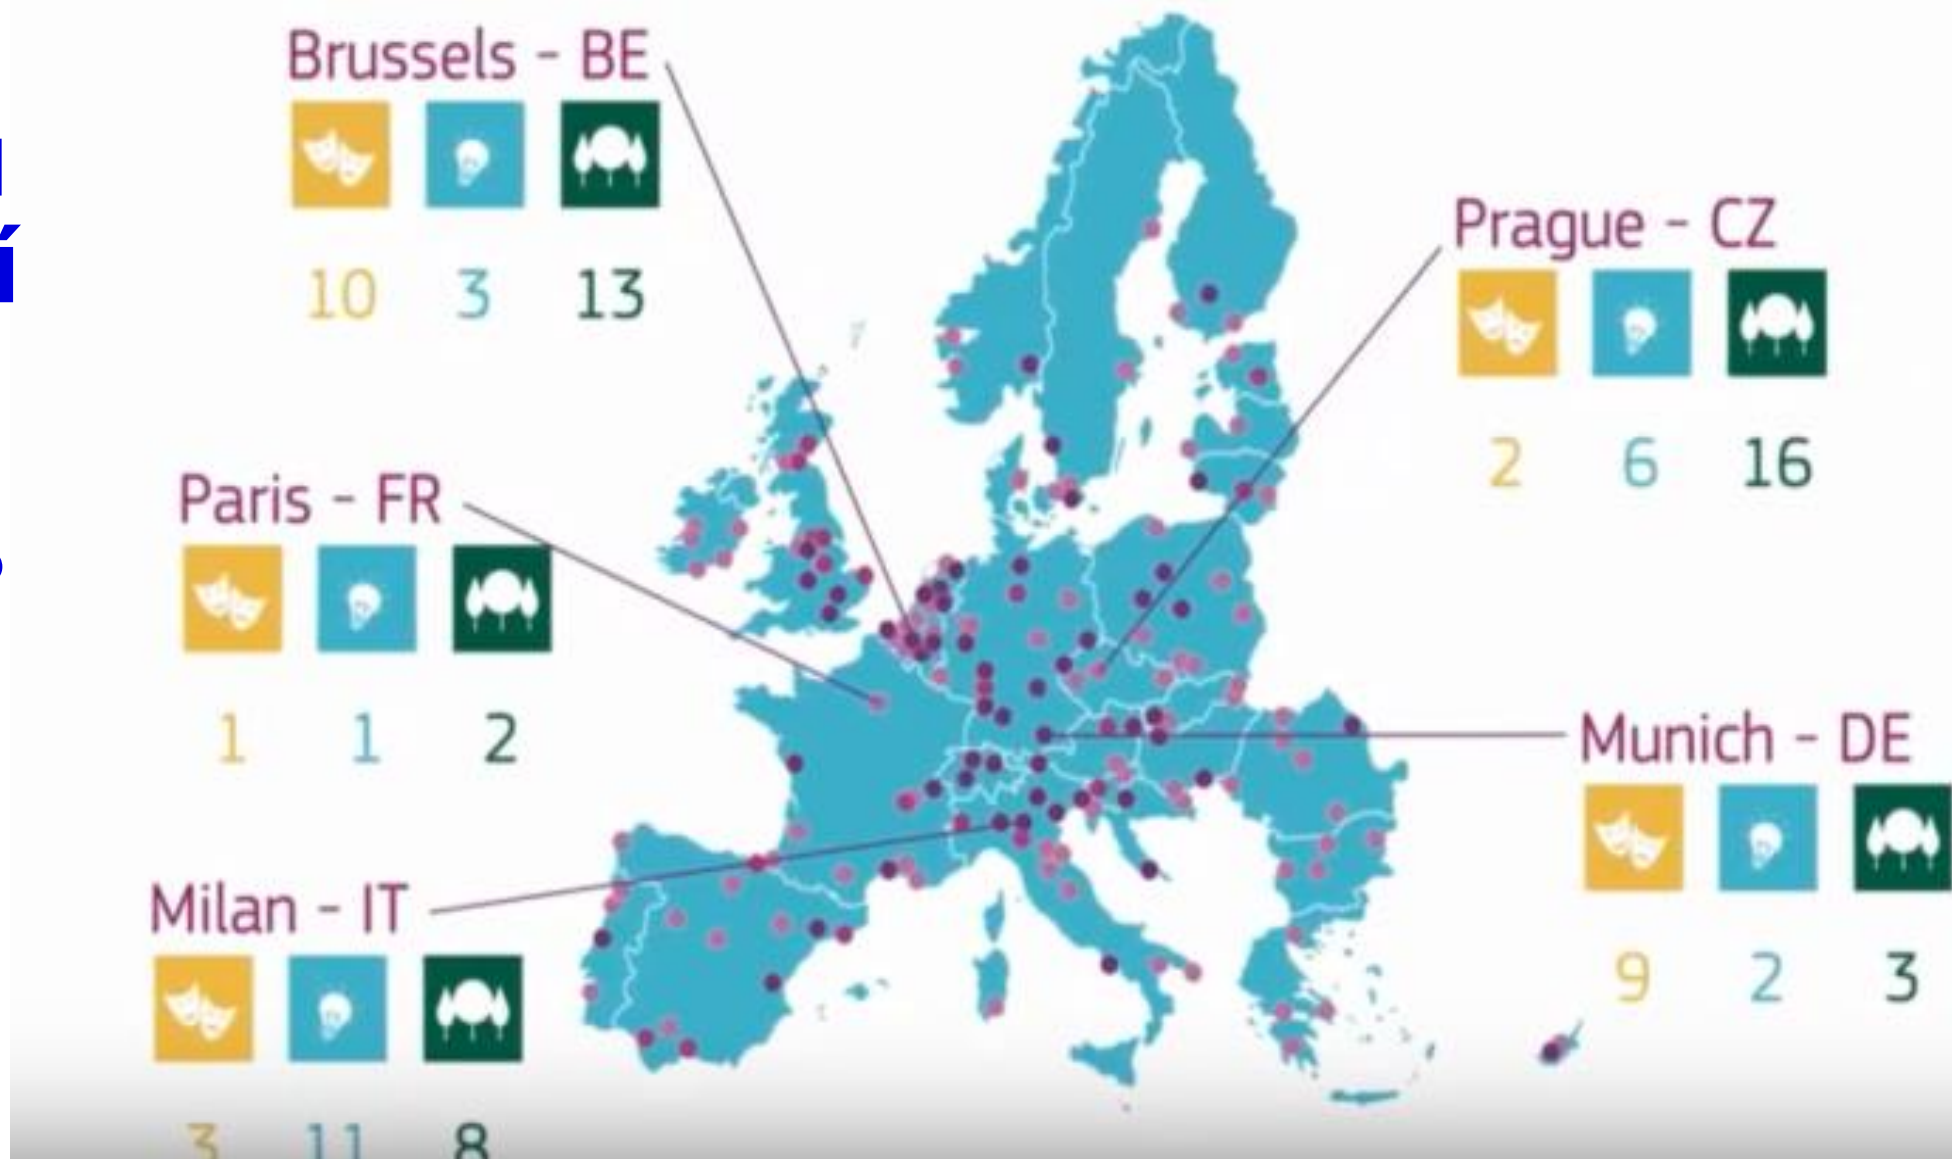 Brussels - BE
10 3 13
Prague - CZ
2 6 16
Paris - FR
1 1 2
Munich - DE
9 2 3
Milan - IT
3 11 8
í